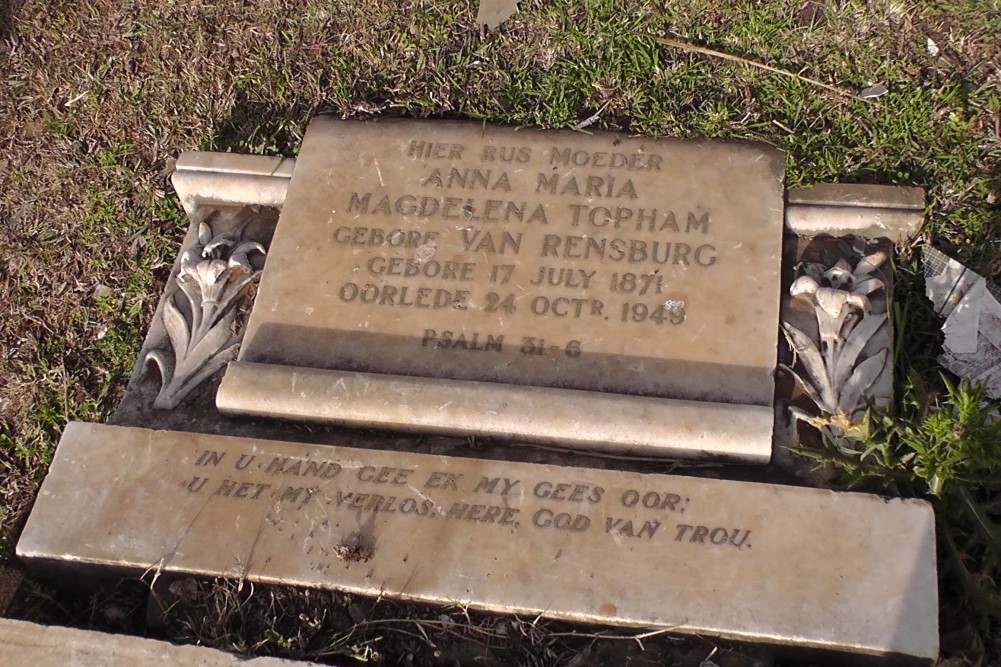 HIER RUS MOEDER
ANNA MARIA
MAGDELENA TOPHAM
GEBORE VAN RENSBURG
GEBORE 17 JULY 1871
OORLEDE 24 OCTR. 1949
PSALM 31-6
IN U HAND GEE EK MY GEES OOR:
U HET MY VERLOS, HERE, GOD VAN TROU.